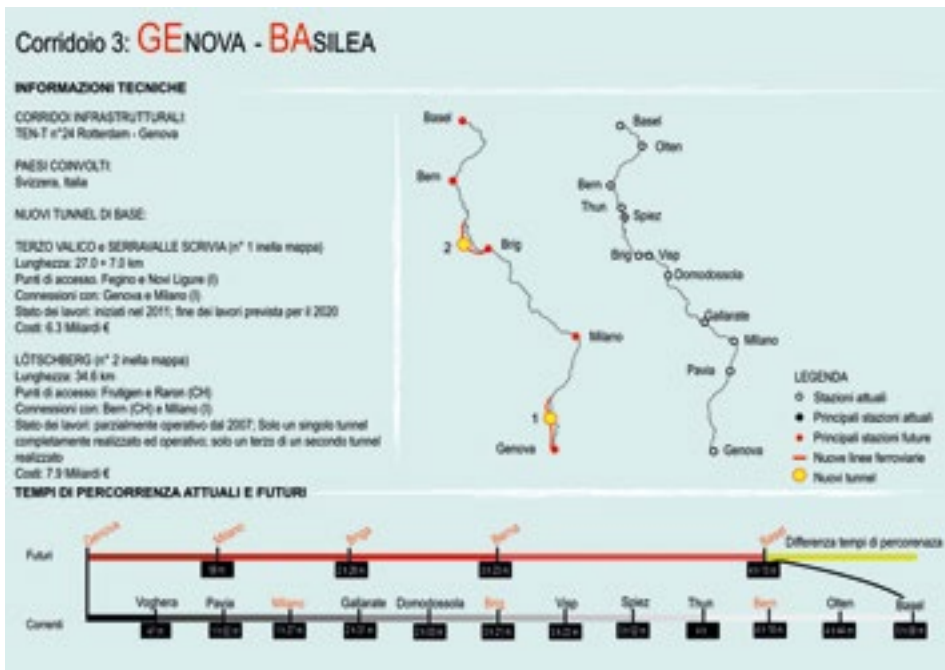 Corridoio 3: GENOVA - BASILEA
INFORMAZIONI TECNICHE
CORRIDOI INFRASTRUTTURALI:
TEN-T n°24 Rotterdam - Genova
PAESI COINVOLTI:
Svizzera, Italia
NUOVI TUNNEL DI BASE:
TERZO VALICO e SERRAVALLE SCRIVIA (n° 1 inella mappa)
Lunghezza: 27.0 + 7.0 km
Punti di accesso: Fegino e Novi Ligure (I)
Connessioni con: Genova e Milano (I)
Stato dei lavori: iniziati nel 2011; fine dei lavori prevista per il 2020
Costi: 6.3 Miliardi €
LÖTSCHBERG (n° 2 inella mappa)
Lunghezza: 34.6 km
Punti di accesso: Frutigen e Raron (CH)
Connessioni con: Bern (CH) e Milano (I)
Stato dei lavori: parzialmente operativo dal 2007; Solo un singolo tunnel
completamente realizzato ed operativo; solo un terzo di un secondo tunnel
realizzato
Costi: 7.9 Miliardi €
Basel
Bern
2
Brig
Milano
1
Genova
Basel
Olten
Bern
Thun
Spiez
Brig
Visp
Domodossola
Gallarate
Milano
Pavia
Genova
LEGENDA
Stazioni attuali
Principali stazioni attuali
Principali stazioni future
Nuove linee ferroviarie
Nuovi tunnel
TEMPI DI PERCORRENZA ATTUALI E FUTURI
Genova
Milano
Briga
Berna
Basel
Futuri
Differenza tempi di percorenaza
Voghera
Pavia
Milano
Gallarate
Domodossola
Brig
Visp
Spiez
Thun
Bern
Olten
Basel
Correnti